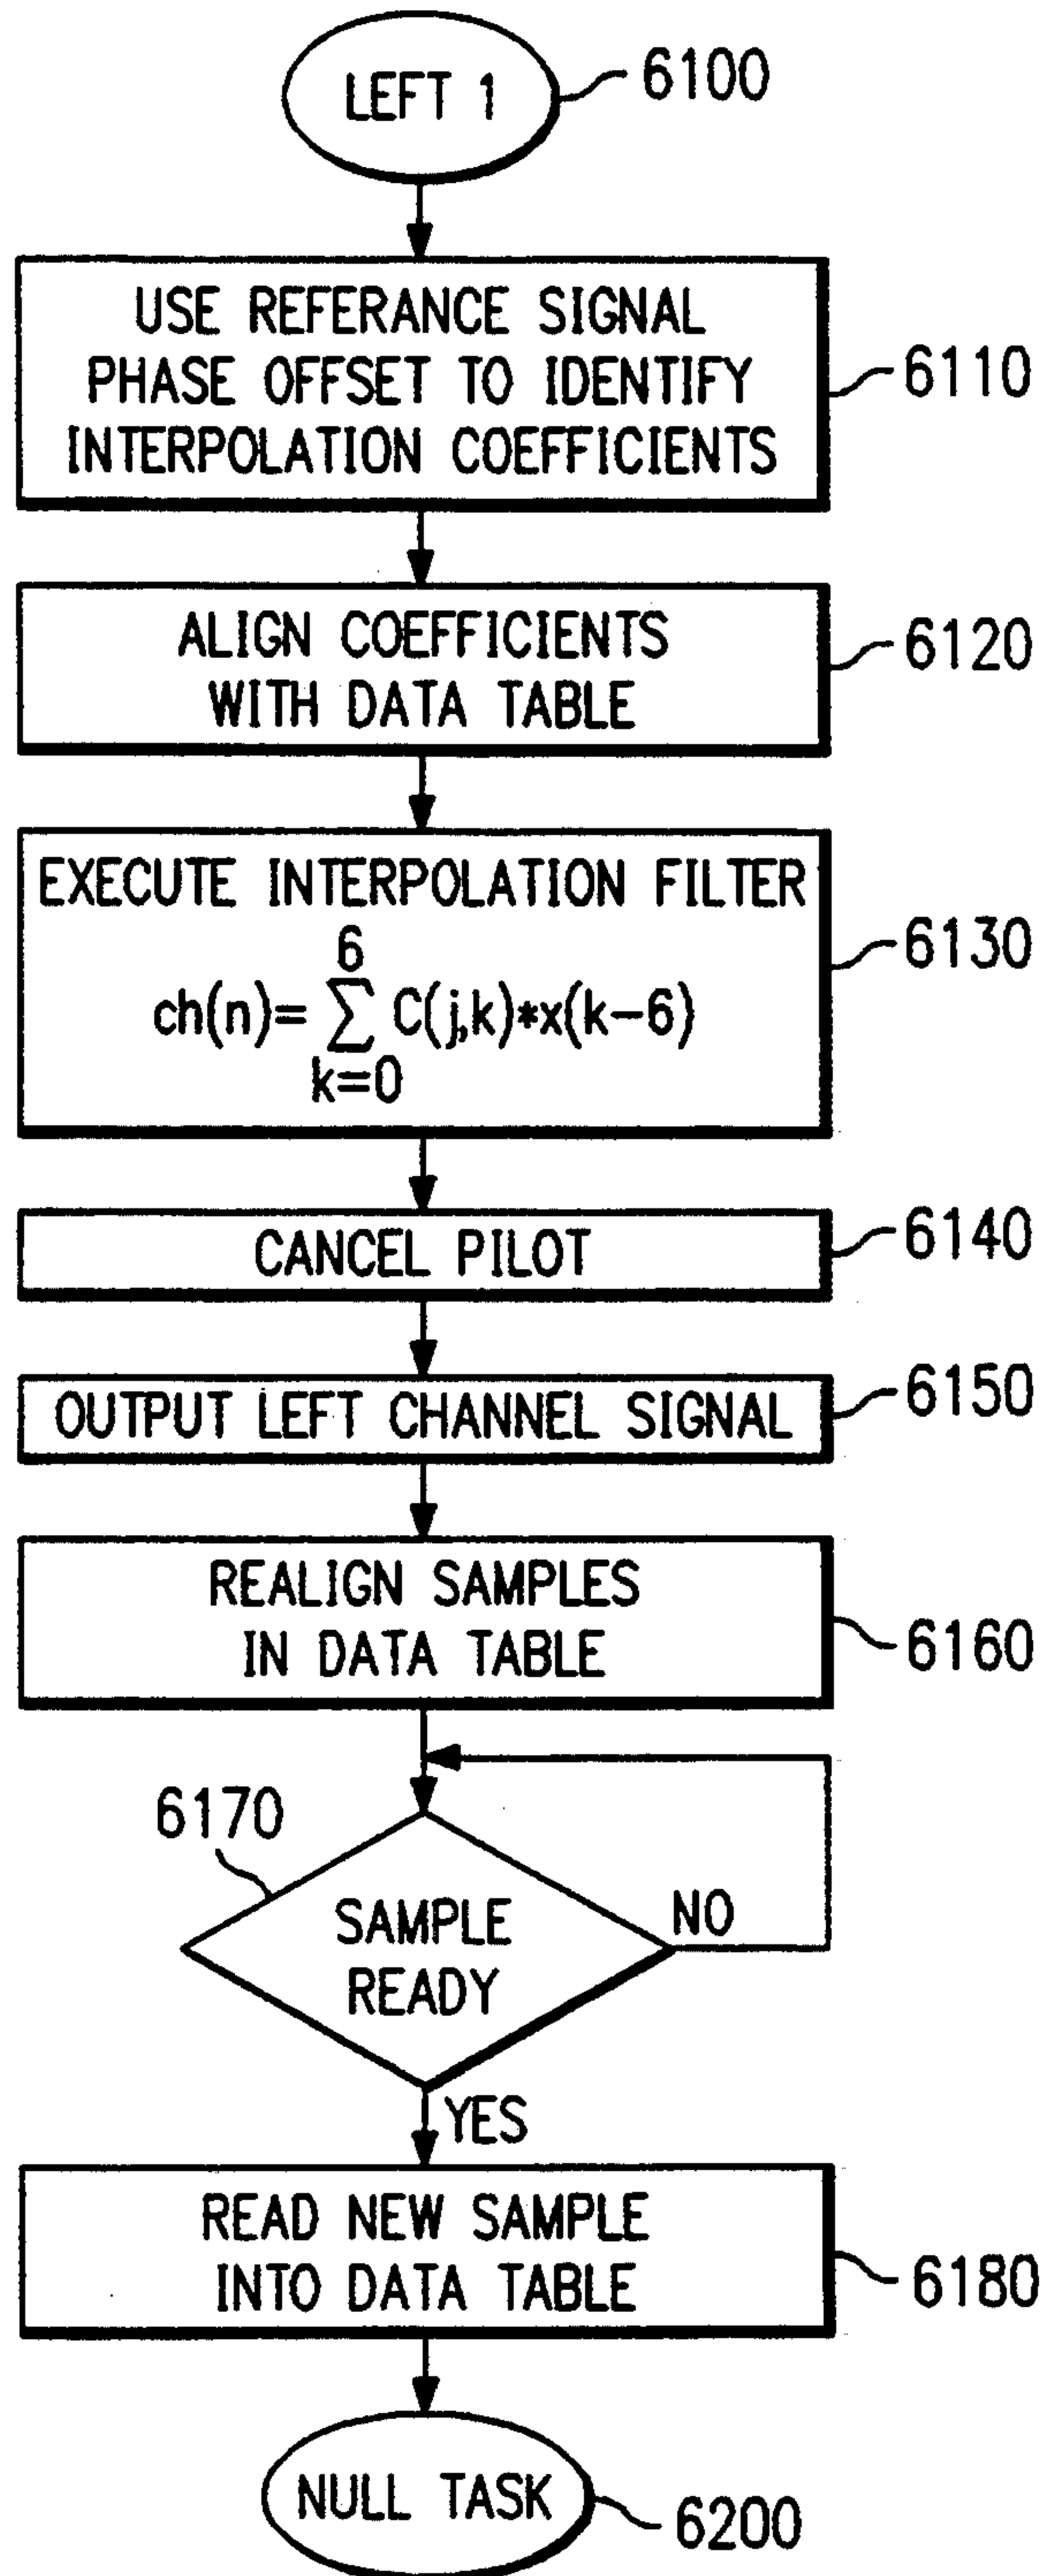 LEFT 1
6100
USE REFERANCE SIGNAL
PHASE OFFSET TO IDENTIFY
INTERPOLATION COEFFICIENTS
6110
ALIGN COEFFICIENTS
WITH DATA TABLE
6120
EXECUTE INTERPOLATION FILTER
6
ch(n)= ∑ C(j,k)*x(k-6)
k=0
6130
CANCEL PILOT
6140
OUTPUT LEFT CHANNEL SIGNAL
6150
REALIGN SAMPLES
IN DATA TABLE
6160
6170
SAMPLE
READY
NO
YES
READ NEW SAMPLE
INTO DATA TABLE
6180
NULL TASK
6200